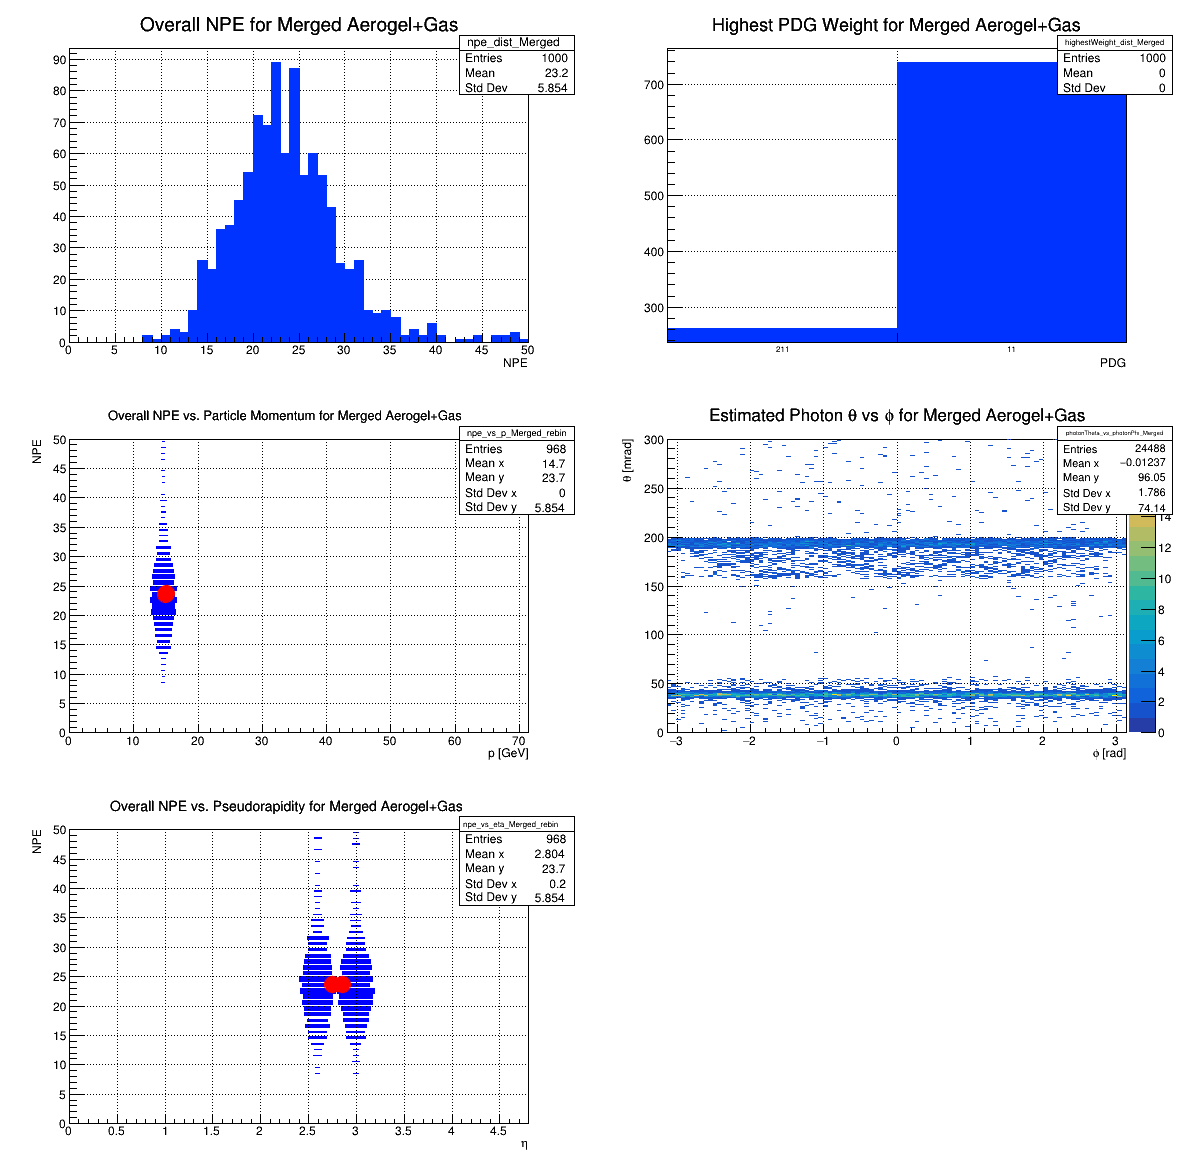 Overall NPE for Merged Aerogel+Gas
npe_dist_Merged
Entries 1000
Mean 23.2
Std Dev 5.854
90
80
70
60
50
40
30
20
10
0
0 5 10 15 20 25 30 35 40 45 50
NPE
Highest PDG Weight for Merged Aerogel+Gas
highestWeight_dist_Merged
Entries 1000
Mean 0
Std Dev 0
700
600
500
400
300
211 11
PDG
Overall NPE vs. Particle Momentum for Merged Aerogel+Gas
npe_vs_p_Merged_rebin
Entries 968
Mean x 14.7
Mean y 23.7
Std Dev x 0
Std Dev y 5.854
NPE
50
45
40
35
30
25
20
15
10
5
0
0 10 20 30 40 50 60 70
p [GeV]
Estimated Photon θ vs ϕ for Merged Aerogel+Gas
photonTheta_vs_photonPhi_Merged
Entries 24488
Mean x −0.01237
Mean y 96.05
Std Dev x 1.786
Std Dev y 74.14
θ [mrad]
300
250
200
150
100
50
0
−3 −2 −1 0 1 2 3
ϕ [rad]
14
12
10
8
6
4
2
0
Overall NPE vs. Pseudorapidity for Merged Aerogel+Gas
npe_vs_eta_Merged_rebin
Entries 968
Mean x 2.804
Mean y 23.7
Std Dev x 0.2
Std Dev y 5.854
NPE
50
45
40
35
30
25
20
15
10
5
0
0 0.5 1 1.5 2 2.5 3 3.5 4 4.5
η